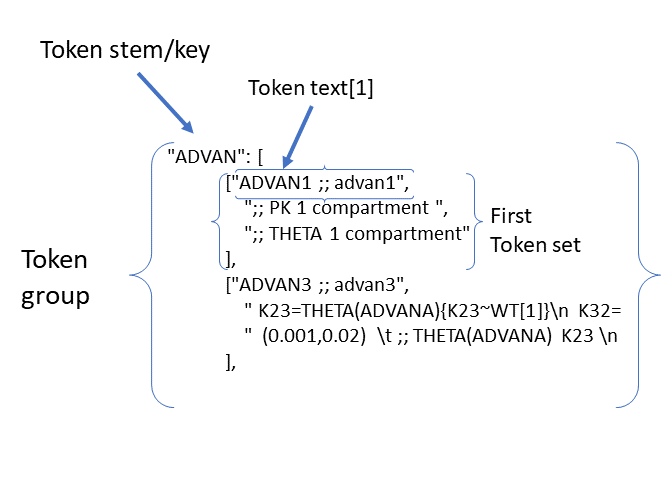 Token stem/key
Token text[1]
"ADVAN": [
["ADVAN1 ;; advan1",
";; PK 1 compartment ",
";; THETA 1 compartment"
],
First
Token set
Token
group
["ADVAN3 ;; advan3",
" K23=THETA(ADVANA){K23~WT[1]}\n K32=
" (0.001,0.02) \t ;; THETA(ADVANA) K23 \n
],